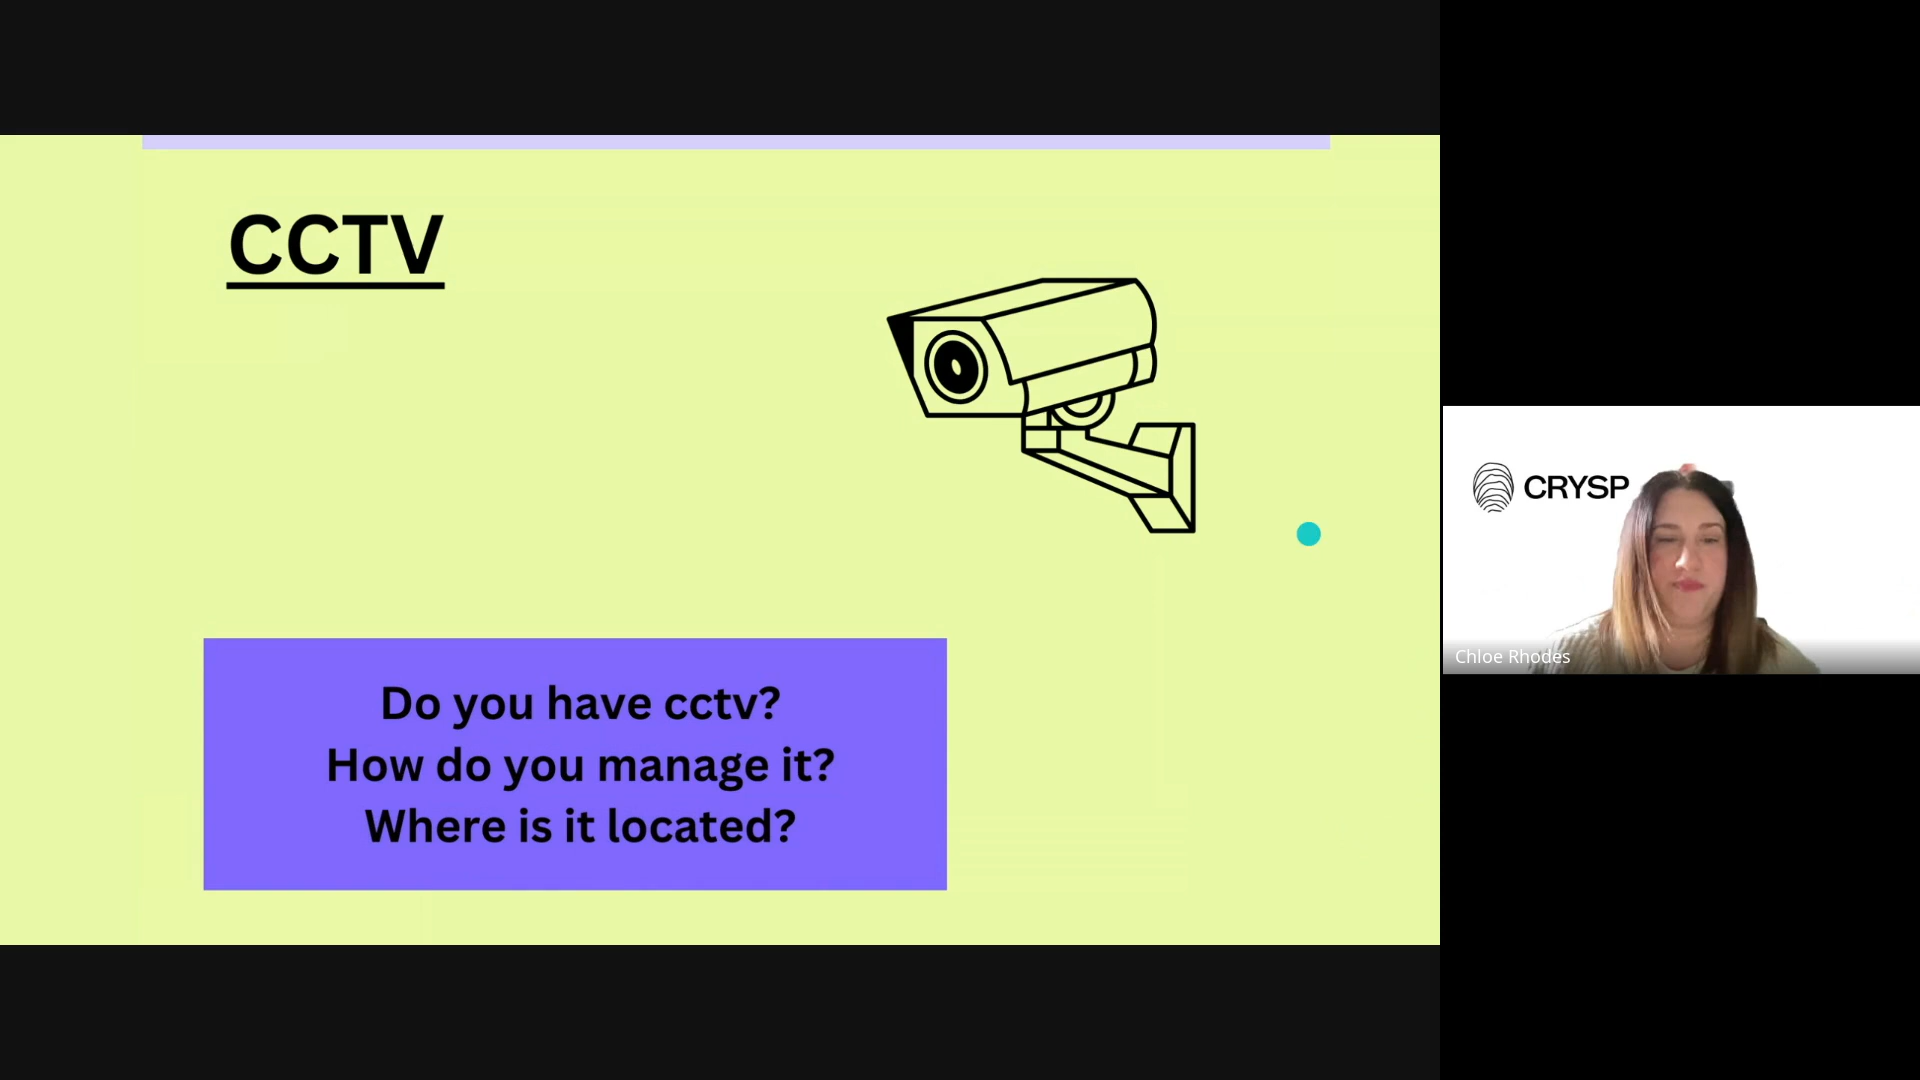 CCTV
Do you have cctv?
How do you manage it?
Where is it located?
CRYSP
Chloe Rhodes